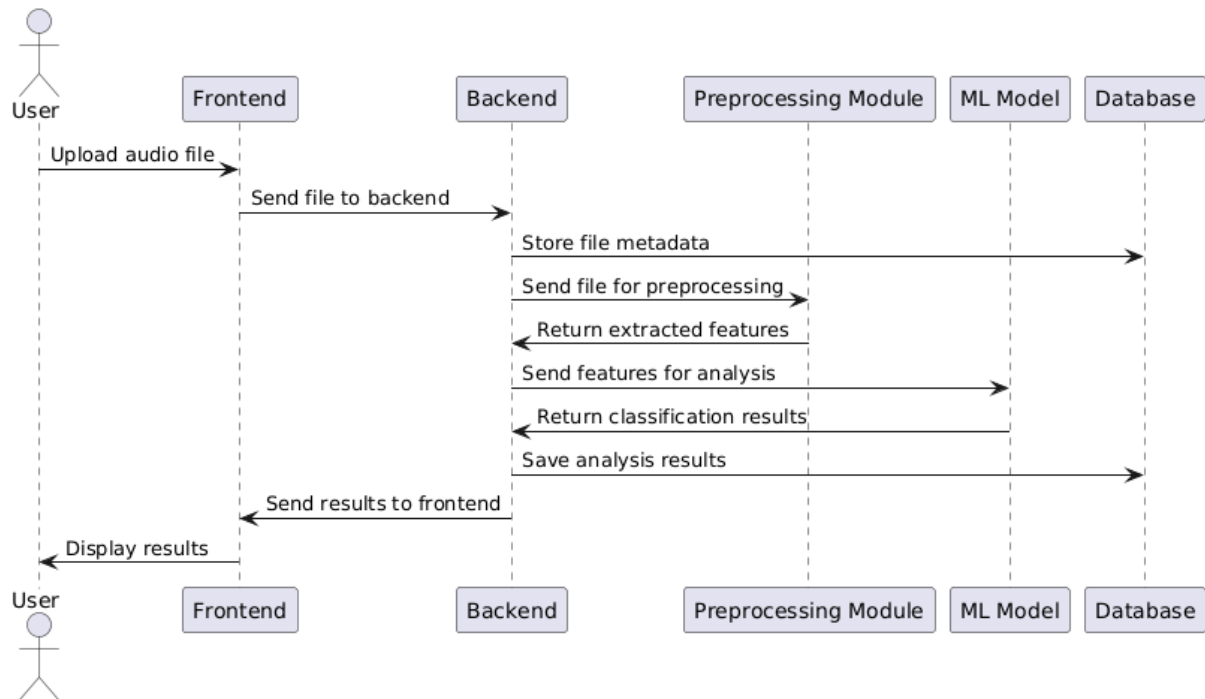 User
Frontend
Backend
Preprocessing Module
ML Model
Database
Upload audio file
Send file to backend
Store file metadata
Send file for preprocessing
Return extracted features
Send features for analysis
Return classification results
Save analysis results
Send results to frontend
Display results
User
Frontend
Backend
Preprocessing Module
ML Model
Database